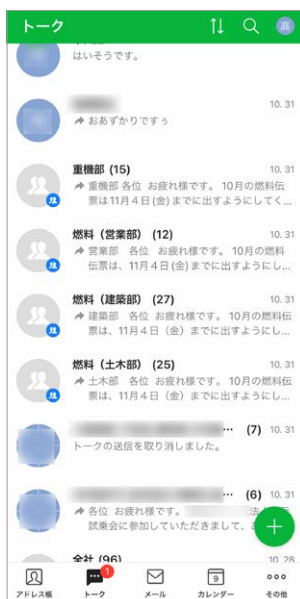 トーク
高
はいそうです。
10. 31
おあずかりですぅ
重機部 (15) 10. 31
重機部 各位 お疲れ様です。 10月の燃料伝
票は11月4日(金)までに出すようにしてく...
燃料（営業部） (12) 10. 31
営業部 各位 お疲れ様です。10月の燃料
伝票は、11月4日(金)までに出すようにし...
燃料（建築部） (27) 10. 31
建築部 各位 お疲れ様です。10月の燃料伝
票は、11月4日（金）までに出すようにし...
燃料（土木部） (25) 10. 31
土木部 各位 お疲れ様です。10月の燃料伝
票は、11月4日（金）までに出すようにし...
... (7) 10. 31
トークの送信を取り消しました。
... (6) 10. 31
各位 お疲れ様です。 法
試乗会に参加していただきまして、
全社 (96) 10. 28
1
9
アドレス帳 トーク メール カレンダー その他